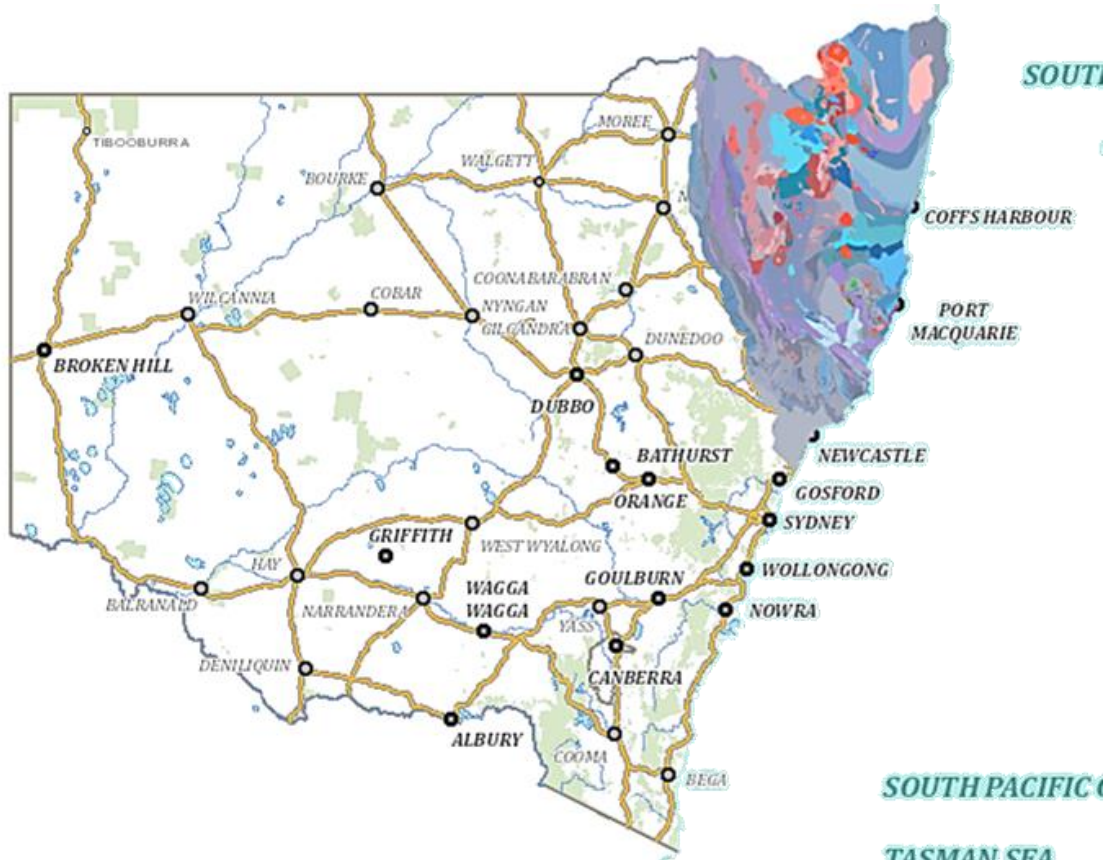 SOUTH
MOREE
TIBOOBURRA
WALGETT
BOURKE
N
COFFS HARBOUR
COONABARABRAN
WILCANNIA
COBAR
NYNGAN
PORT
MACQUARIE
GILGANDRA
DUNEDOO
BROKEN HILL
DUBBO
BATHURST
NEWCASTLE
ORANGE
GOSFORD
SYDNEY
GRIFFITH
WEST WYALONG
HAY
WOLLONGONG
GOULBURN
WAGGA
WAGGA
BALRANALD
NARRANDERA
NOWRA
YASS
DENILIQUIN
CANBERRA
ALBURY
COOMA
BEGA
SOUTH PACIFIC
TASMAN SEA